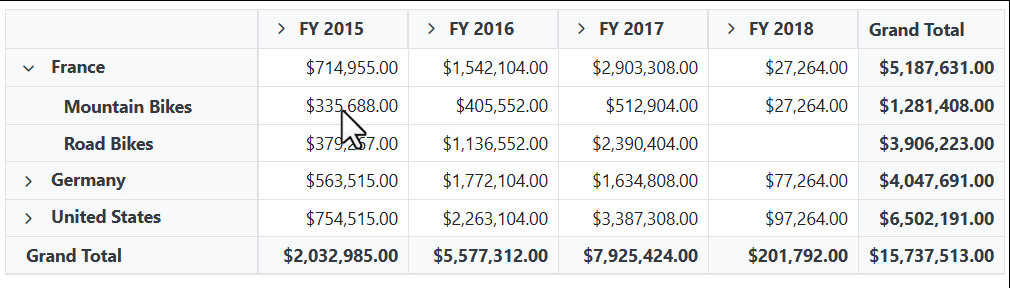 FY 2015 FY 2016 FY 2017 FY 2018 Grand Total
France $714,955.00 $1,542,104.00 $2,903,308.00 $27,264.00 $5,187,631.00
Mountain Bikes $335,688.00 $405,552.00 $512,904.00 $27,264.00 $1,281,408.00
Road Bikes $1,136,552.00 $2,390,404.00 $3,906,223.00
Germany $563,515.00 $1,772,104.00 $1,634,808.00 $77,264.00 $4,047,691.00
United States $754,515.00 $2,263,104.00 $3,387,308.00 $97,264.00 $6,502,191.00
Grand Total $2,032,985.00 $5,577,312.00 $7,925,424.00 $201,792.00 $15,737,513.00